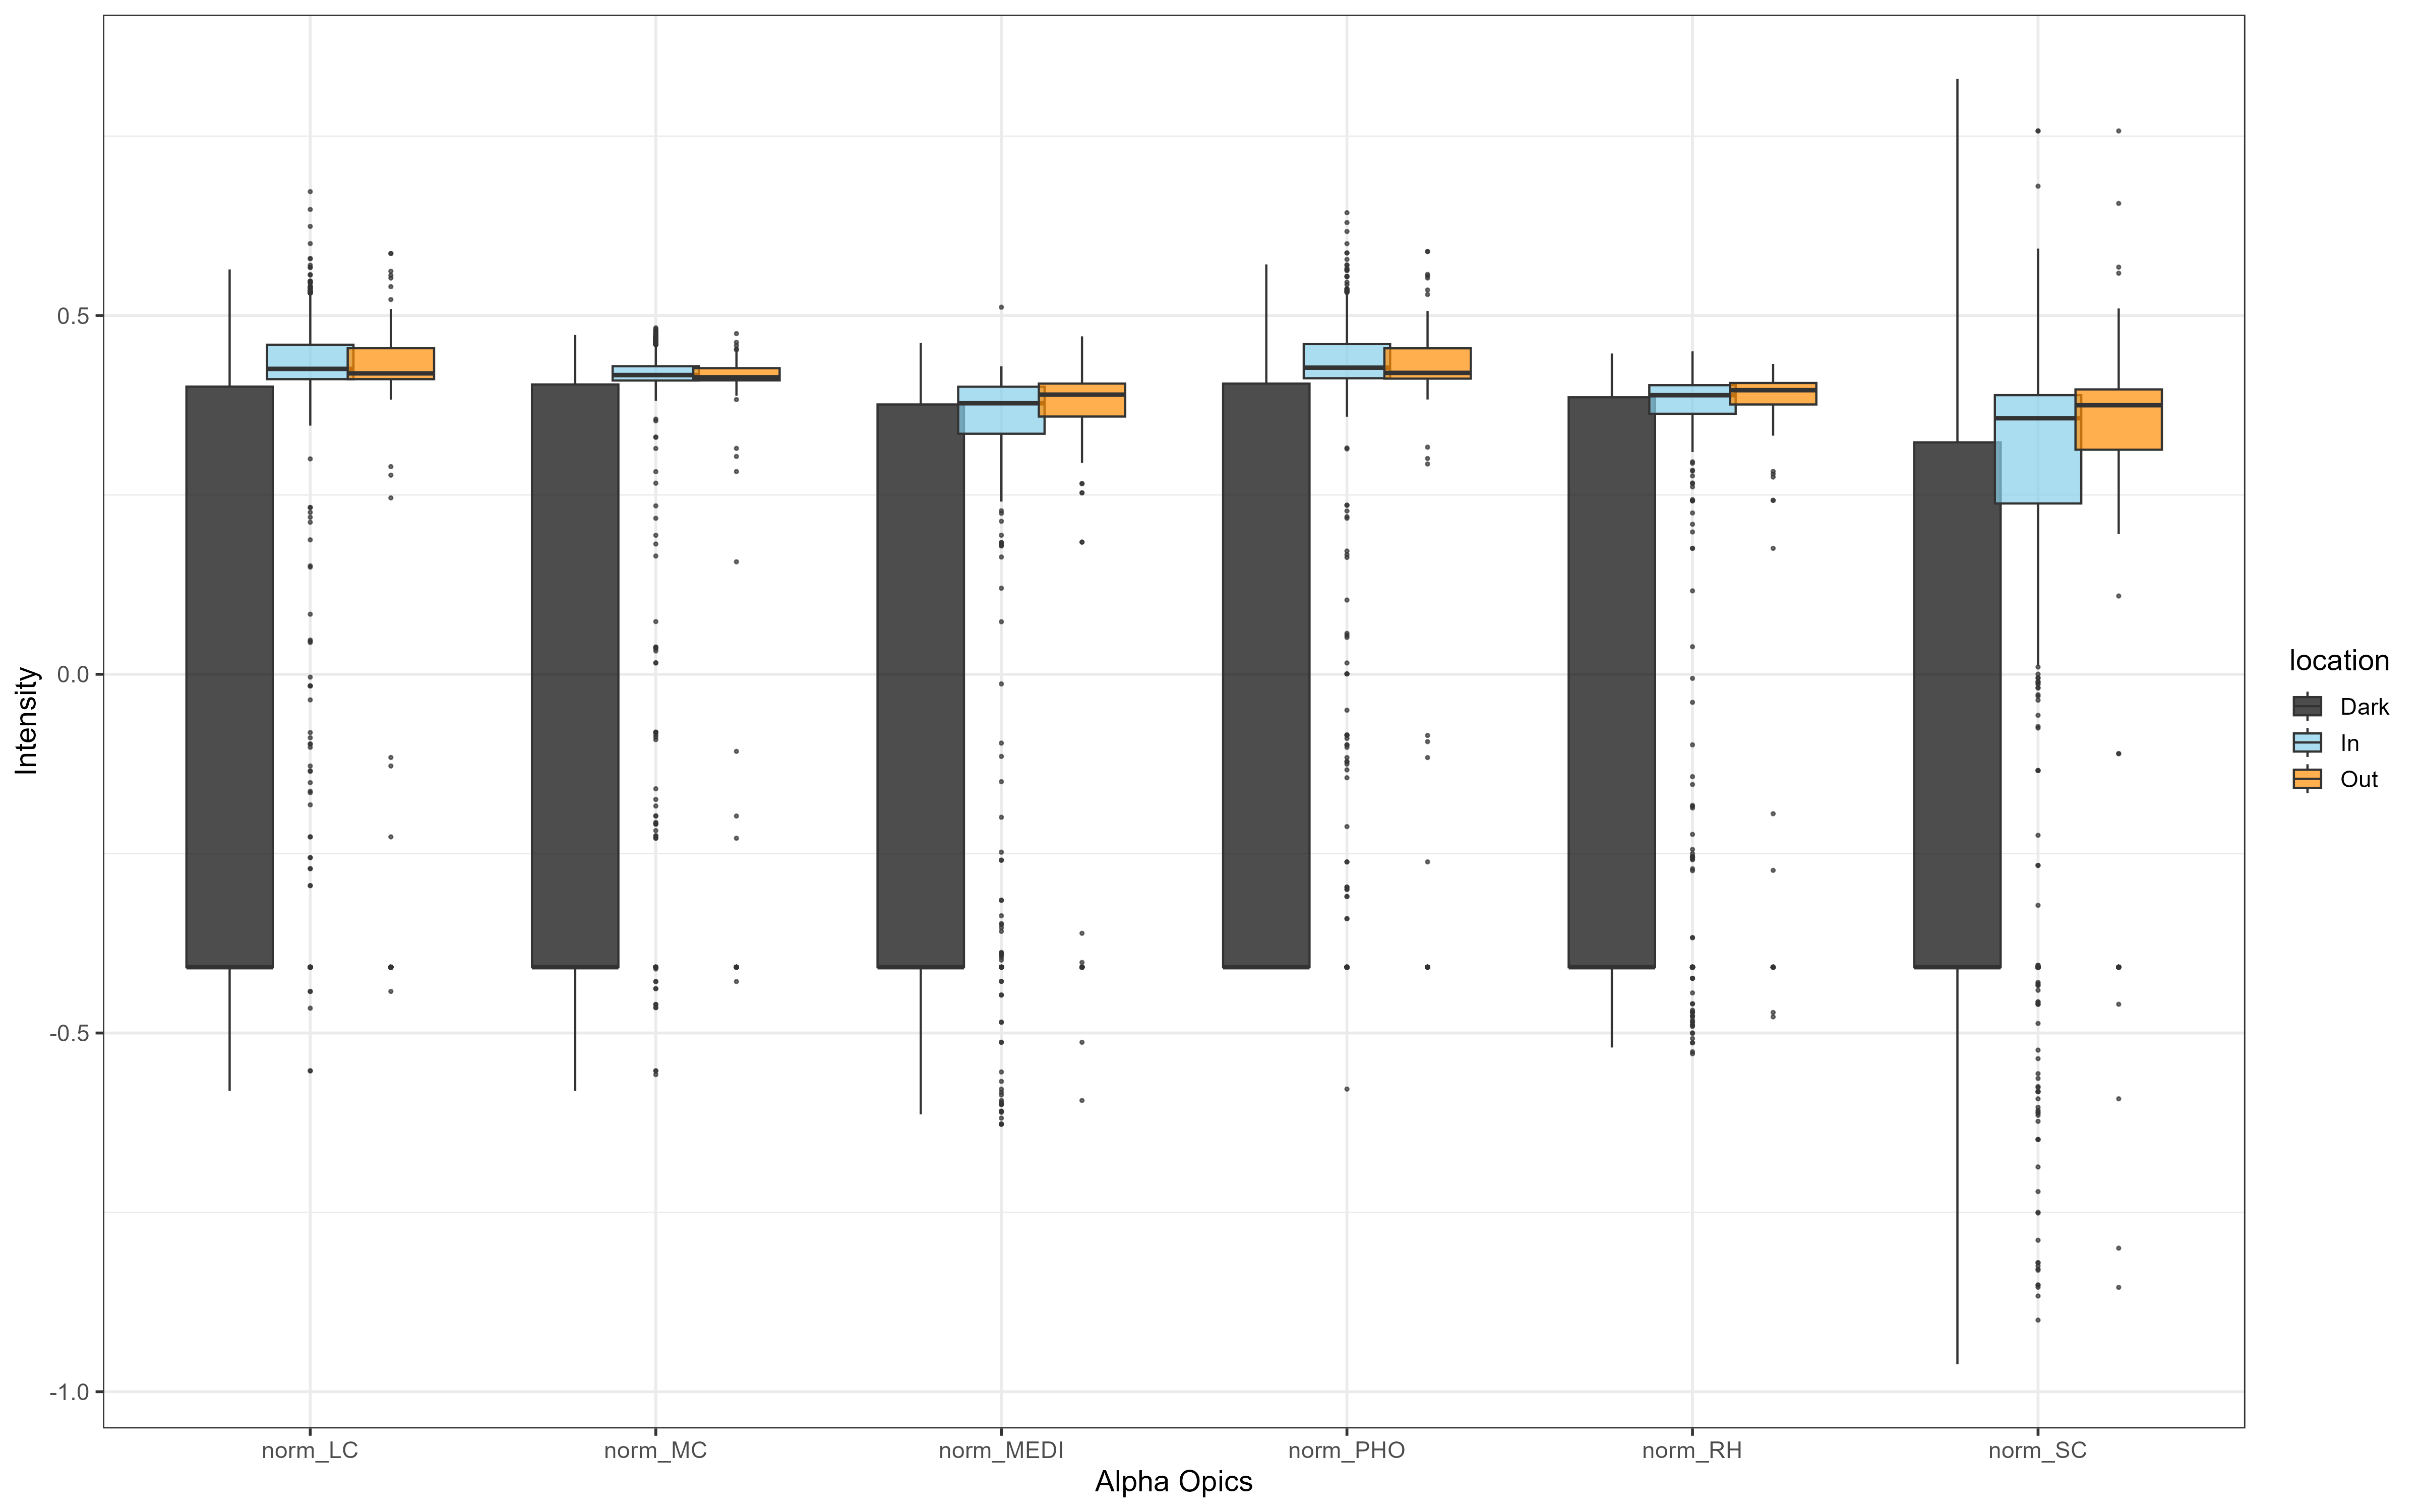 0.5
0.0
-0.5
-1.0
Intensity
norm_LC
norm_MC
norm_MEDI
norm_PHO
norm_RH
norm_SC
Alpha Opics
location
Dark
In
Out